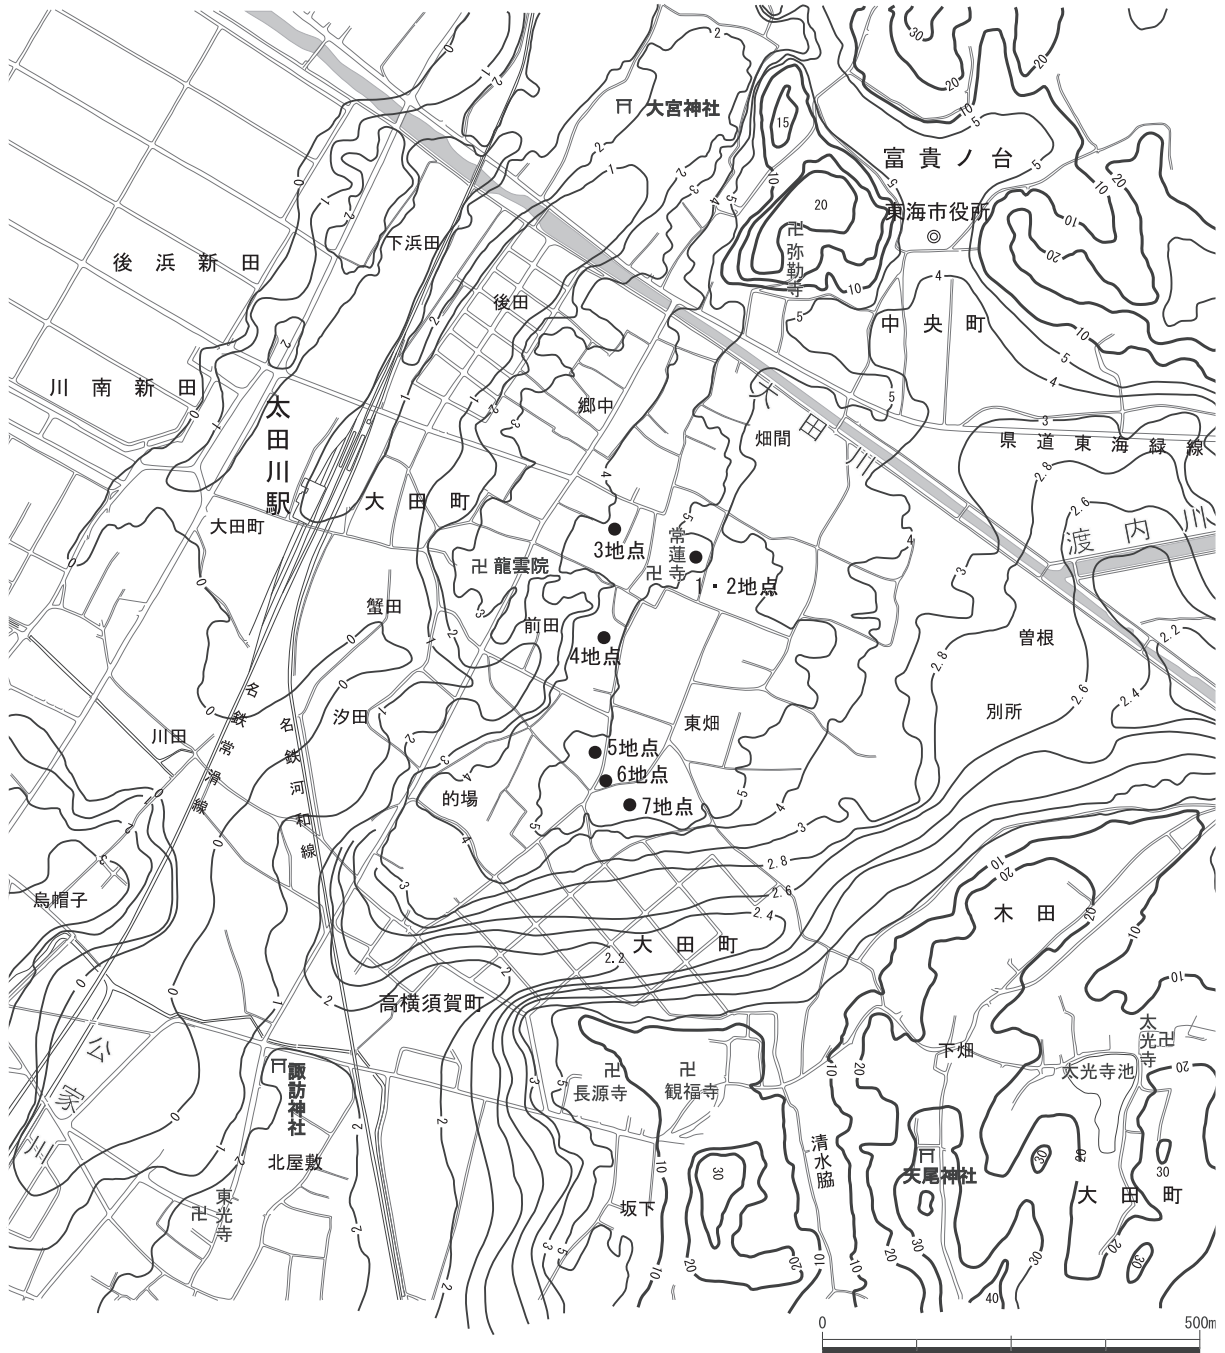 大宮神社
富貴ノ台
東海市役所
弥勒寺
下浜田
後浜新田
後田
中央町
川南新田
太田川駅
郷中
畑間
大田川
県道東海緑線
大田町
大田町
渡内川
3地点
常蓮寺
1・2地点
龍雲院
蟹田
前田
4地点
曽根
別所
名鉄常滑線
名鉄河和線
汐田
川田
東畑
5地点
6地点
7地点
的場
烏帽子
木田
大田町
高横須賀町
公家川
諏訪神社
北屋敷
東光寺
長源寺
観福寺
下畑
太光寺
太光寺池
清水脇
天尾神社
坂下
大田町
0 500m